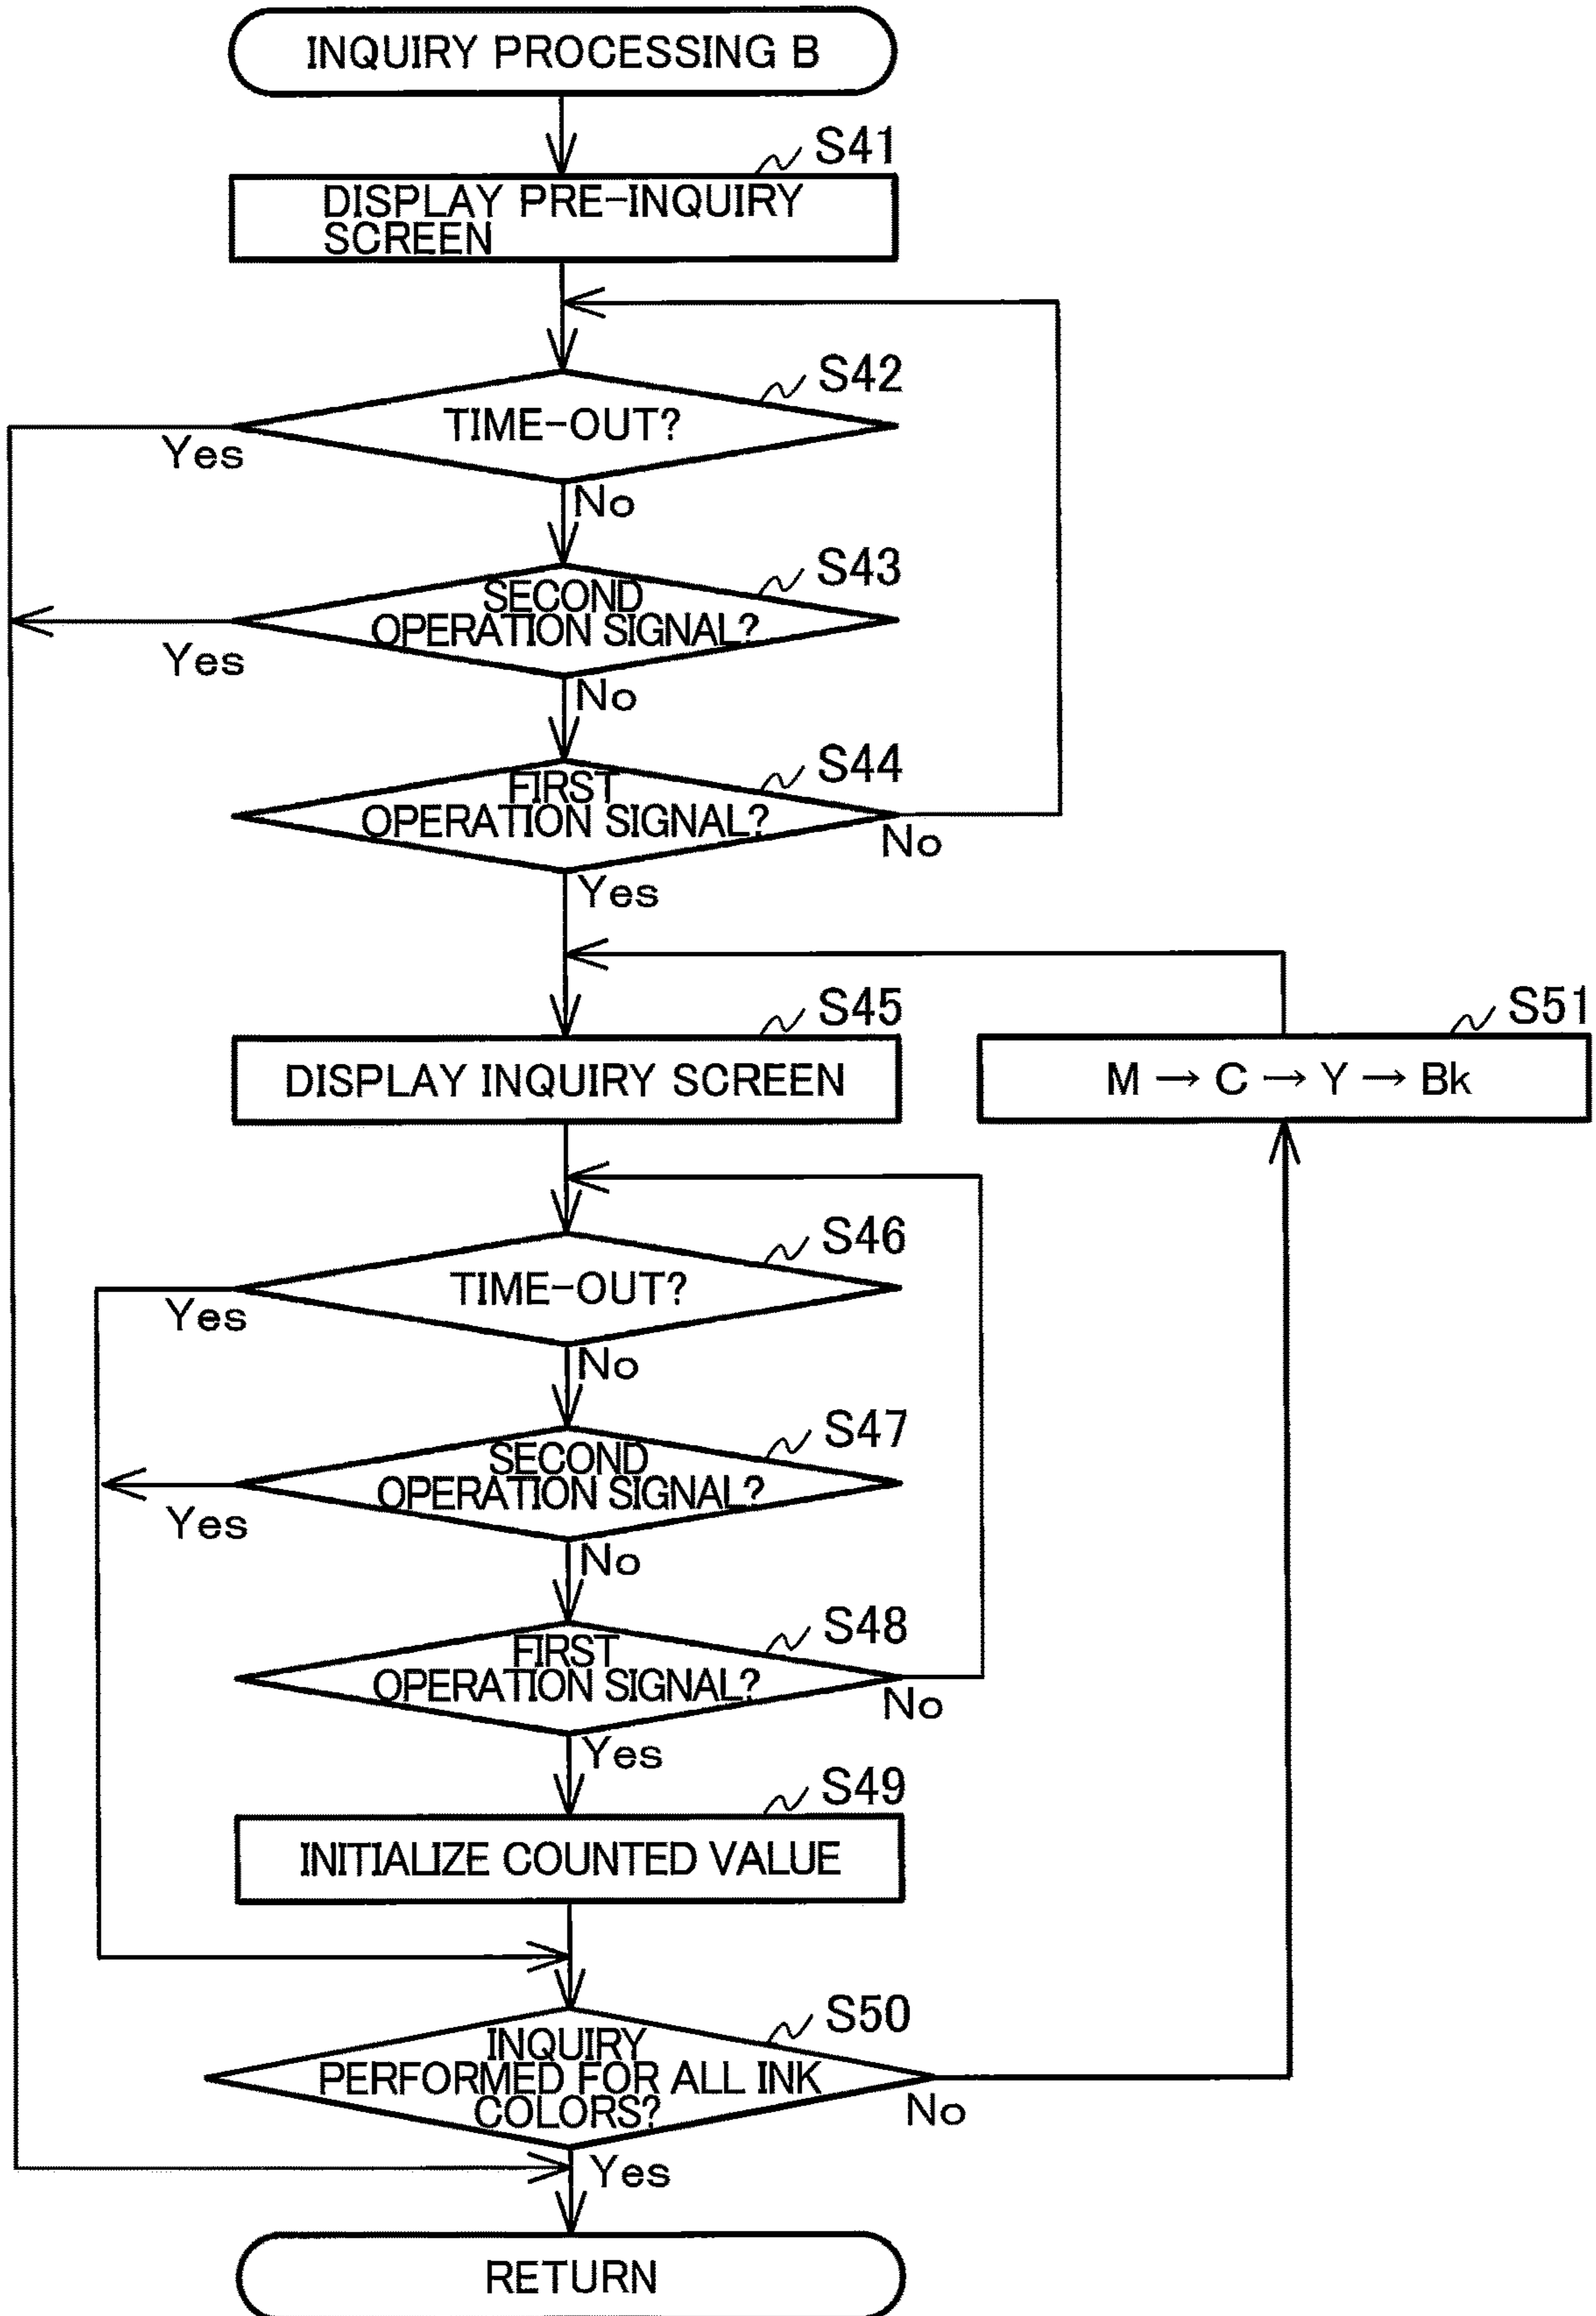 INQUIRY PROCESSING B
S41
DISPLAY PRE-INQUIRY
SCREEN
S42
TIME-OUT?
Yes
No
S43
SECOND
OPERATION SIGNAL?
Yes
No
S44
FIRST
OPERATION SIGNAL?
No
Yes
S45
DISPLAY INQUIRY SCREEN
S51
M → C → Y → Bk
S46
TIME-OUT?
Yes
No
S47
SECOND
OPERATION SIGNAL?
Yes
No
S48
FIRST
OPERATION SIGNAL?
No
Yes
S49
INITIALIZE COUNTED VALUE
S50
INQUIRY
PERFORMED FOR ALL INK
COLORS?
No
Yes
RETURN